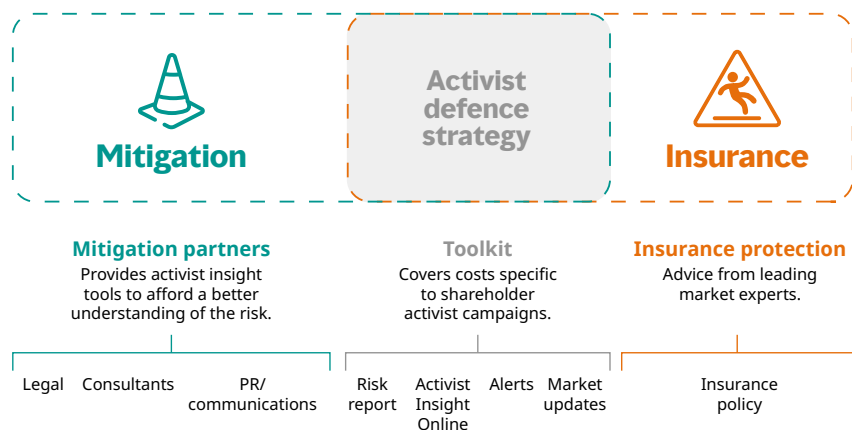 Mitigation
Activist
defence
strategy
Insurance
Mitigation partners
Provides activist insight
tools to afford a better
understanding of the risk.
Toolkit
Covers costs specific
to shareholder
activist campaigns.
Insurance protection
Advice from leading
market experts.
Legal
Consultants
PR/
communications
Risk
report
Activist
Insight
Online
Alerts
Market
updates
Insurance
policy